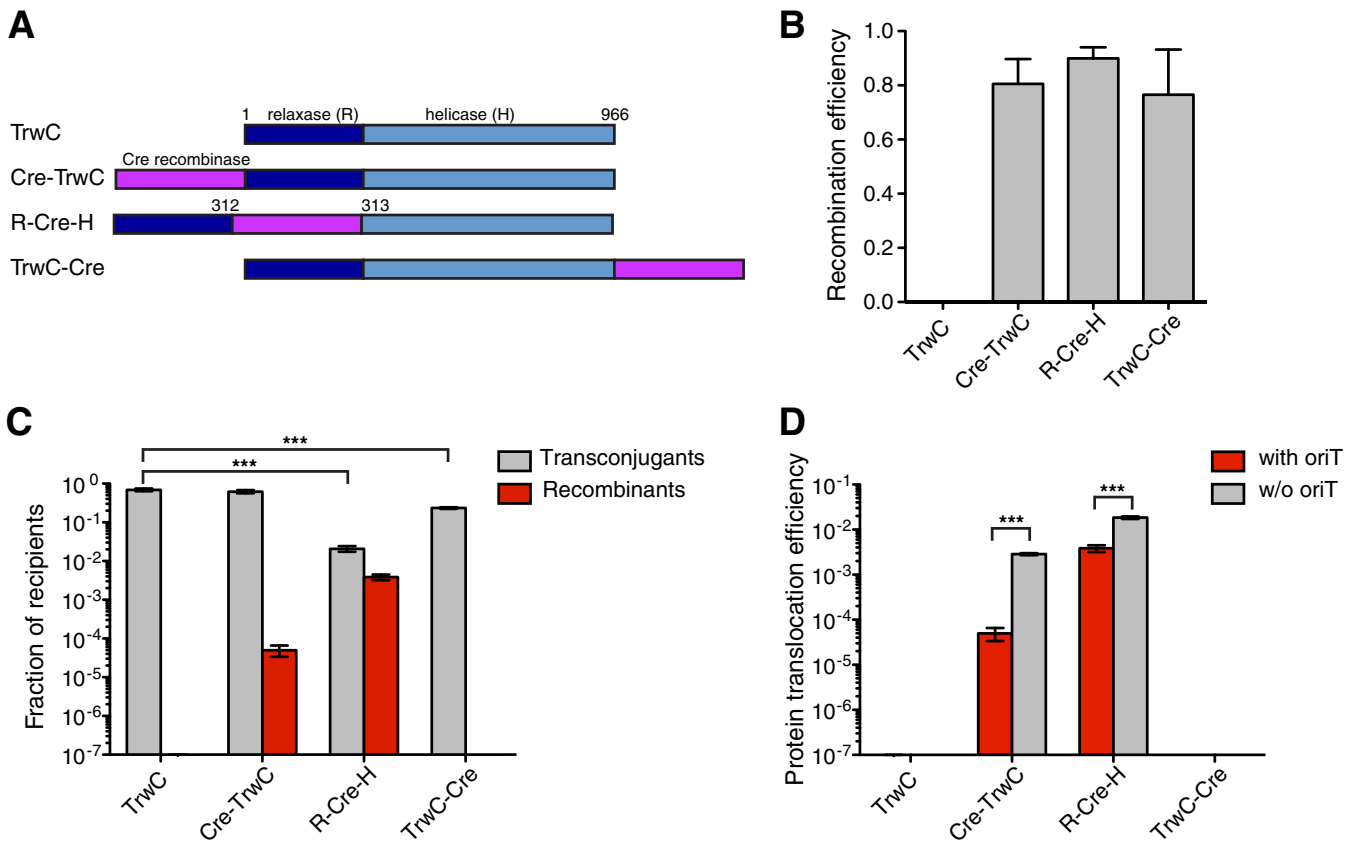 A
1 relaxase (R) helicase (H) 966
TrwC
Cre recombinase
Cre-TrwC
312 313
R-Cre-H
TrwC-Cre
B
Recombination efficiency
1.0
0.8
0.6
0.4
0.2
0.0
TrwC
Cre-TrwC
R-Cre-H
TrwC-Cre
C
***
***
Transconjugants
Recombinants
Fraction of recipients
10^0
10^-1
10^-2
10^-3
10^-4
10^-5
10^-6
10^-7
TrwC
Cre-TrwC
R-Cre-H
TrwC-Cre
D
with oriT
w/o oriT
***
***
Protein translocation efficiency
10^-1
10^-2
10^-3
10^-4
10^-5
10^-6
10^-7
TrwC
Cre-TrwC
R-Cre-H
TrwC-Cre